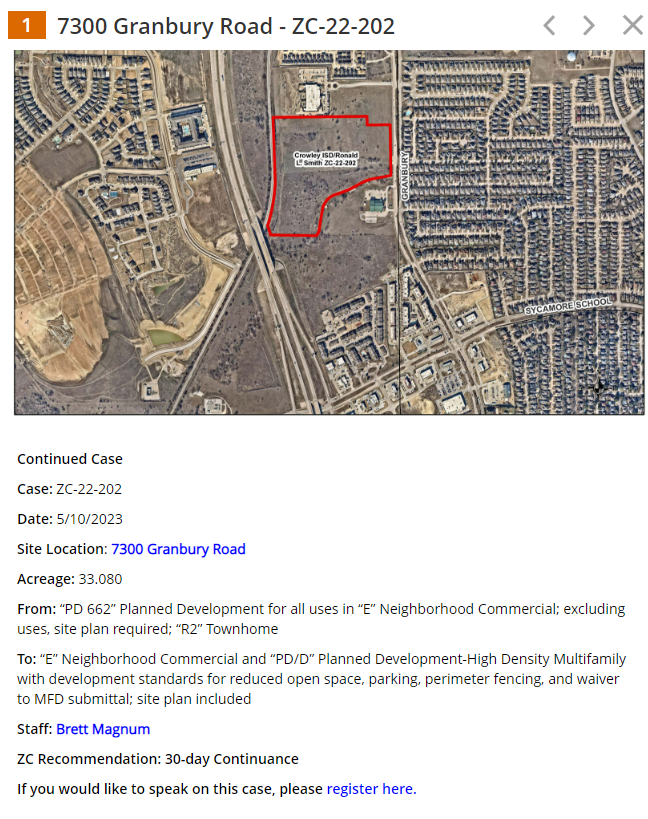 1 7300 Granbury Road - ZC-22-202
Crowley ISD/Ronald
L. Smith ZC-22-202
GRANBURY
SYCAMORE SCHOOL
Continued Case
Case: ZC-22-202
Date: 5/10/2023
Site Location: 7300 Granbury Road
Acreage: 33.080
From: “PD 662” Planned Development for all uses in “E” Neighborhood Commercial; excluding
uses, site plan required; “R2” Townhome
To: “E” Neighborhood Commercial and “PD/D” Planned Development-High Density Multifamily
with development standards for reduced open space, parking, perimeter fencing, and waiver
to MFD submittal; site plan included
Staff: Brett Magnum
ZC Recommendation: 30-day Continuance
If you would like to speak on this case, please register here.